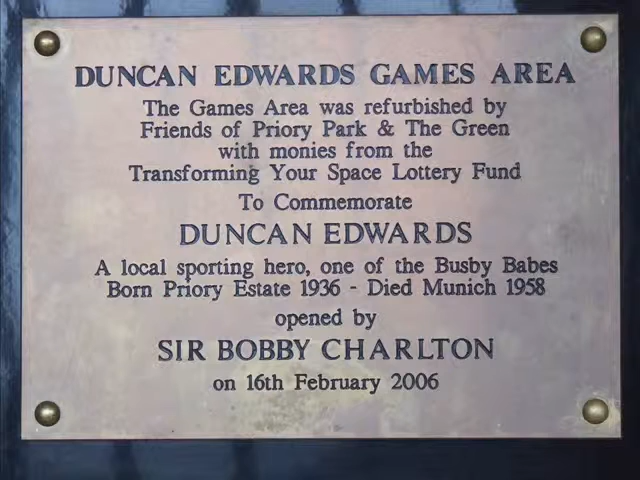 DUNCAN EDWARDS GAMES AREA
The Games Area was refurbished by
Friends of Priory Park & The Green
with monies from the
Transforming Your Space Lottery Fund
To Commemorate
DUNCAN EDWARDS
A local sporting hero, one of the Busby Babes
Born Priory Estate 1936 - Died Munich 1958
opened by
SIR BOBBY CHARLTON
on 16th February 2006